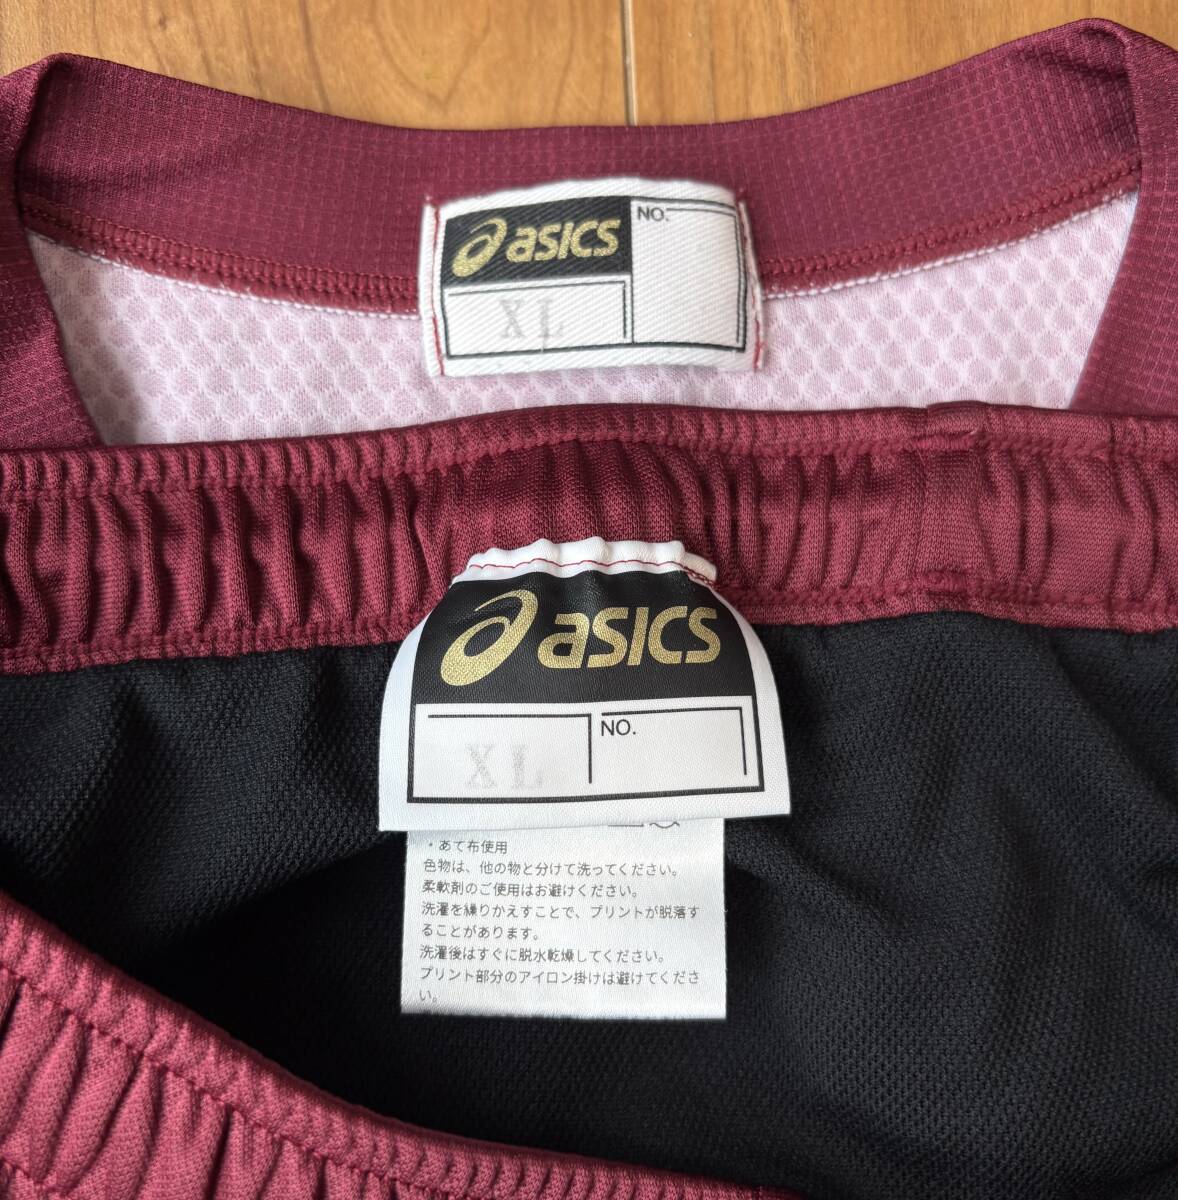 asics
NO.
XL
asics
XL
NO.
・あて布使用
色物は、他の物と分けて洗ってください。
柔軟剤のご使用はお避けください。
洗濯を繰りかえすことで、プリントが脱落す
ることがあります。
洗濯後はすぐに脱水乾燥してください。
プリント部分のアイロン掛けは避けてくださ
い。